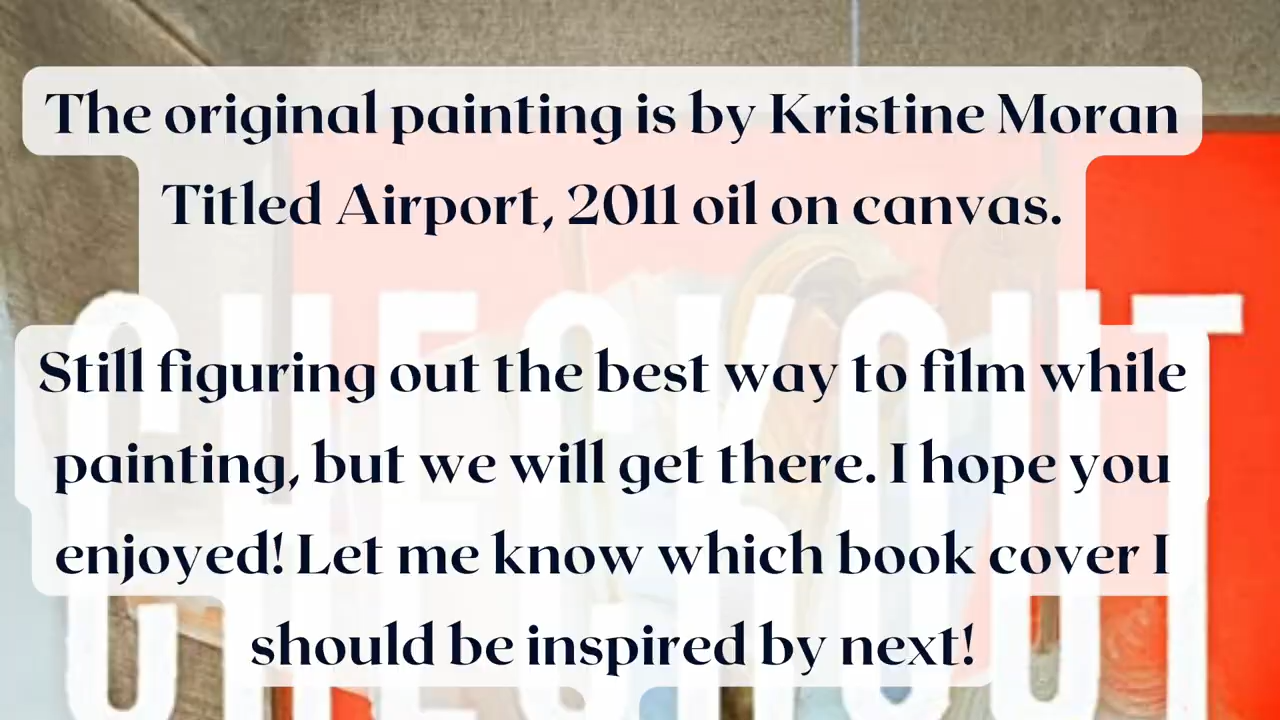 The original painting is by Kristine Moran
Titled Airport, 2011 oil on canvas.
CHECKOUT
Still figuring out the best way to film while
painting, but we will get there. I hope you
enjoyed! Let me know which book cover I
should be inspired by next!
CHECKOUT